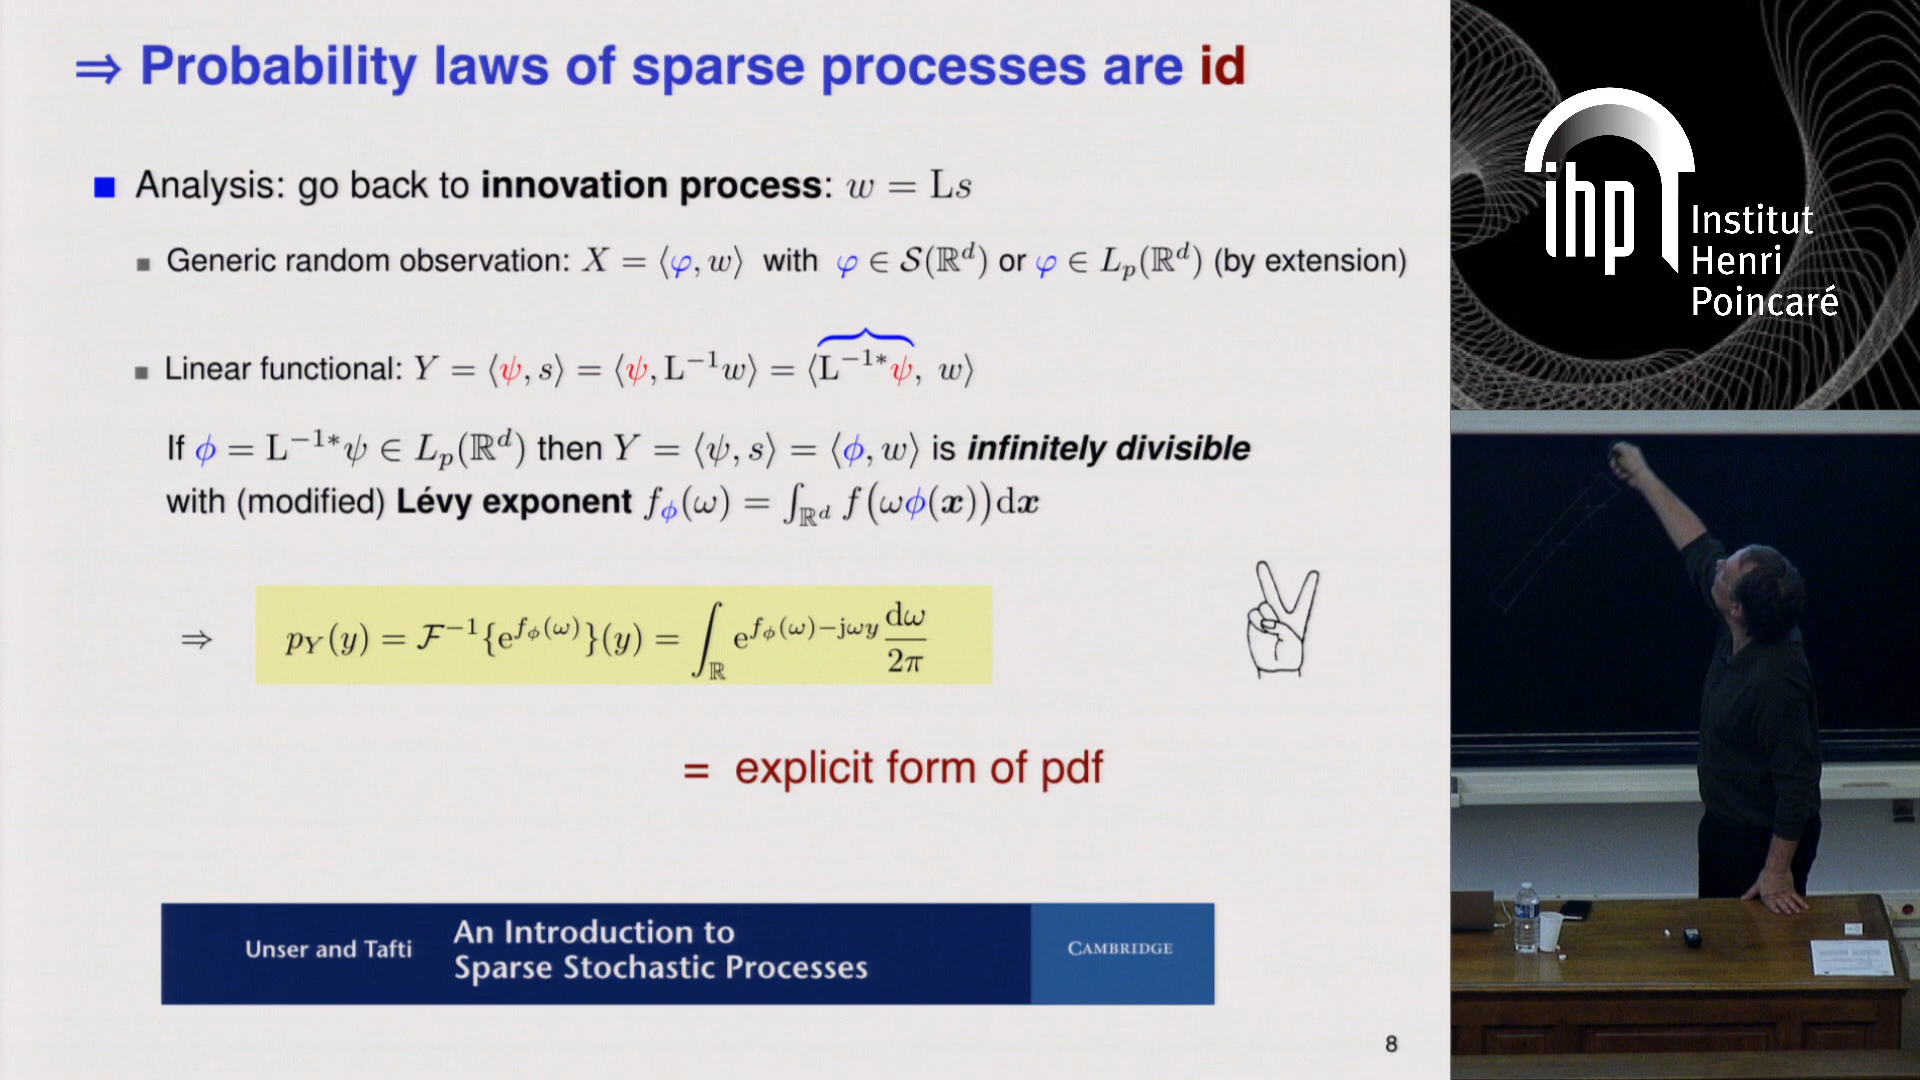 ⇒ Probability laws of sparse processes are id
■ Analysis: go back to innovation process: w = Ls
■ Generic random observation: X = ⟨φ, w⟩ with φ ∈ 𝒮(ℝᵈ) or φ ∈ Lₚ(ℝᵈ) (by extension)
■ Linear functional: Y = ⟨ψ, s⟩ = ⟨ψ, L⁻¹w⟩ = ⟨L⁻¹*ψ, w⟩
If ϕ = L⁻¹*ψ ∈ Lₚ(ℝᵈ) then Y = ⟨ψ, s⟩ = ⟨ϕ, w⟩ is infinitely divisible
with (modified) Lévy exponent f_ϕ(ω) = ∫_ℝᵈ f(ωϕ(x))dx
⇒ p_Y(y) = ℱ⁻¹{e^{f_ϕ(ω)}}(y) = ∫_ℝ e^{f_ϕ(ω)−jωy} dω/2π
= explicit form of pdf
Unser and Tafti
An Introduction to
Sparse Stochastic Processes
CAMBRIDGE
8
ihp
Institut
Henri
Poincaré